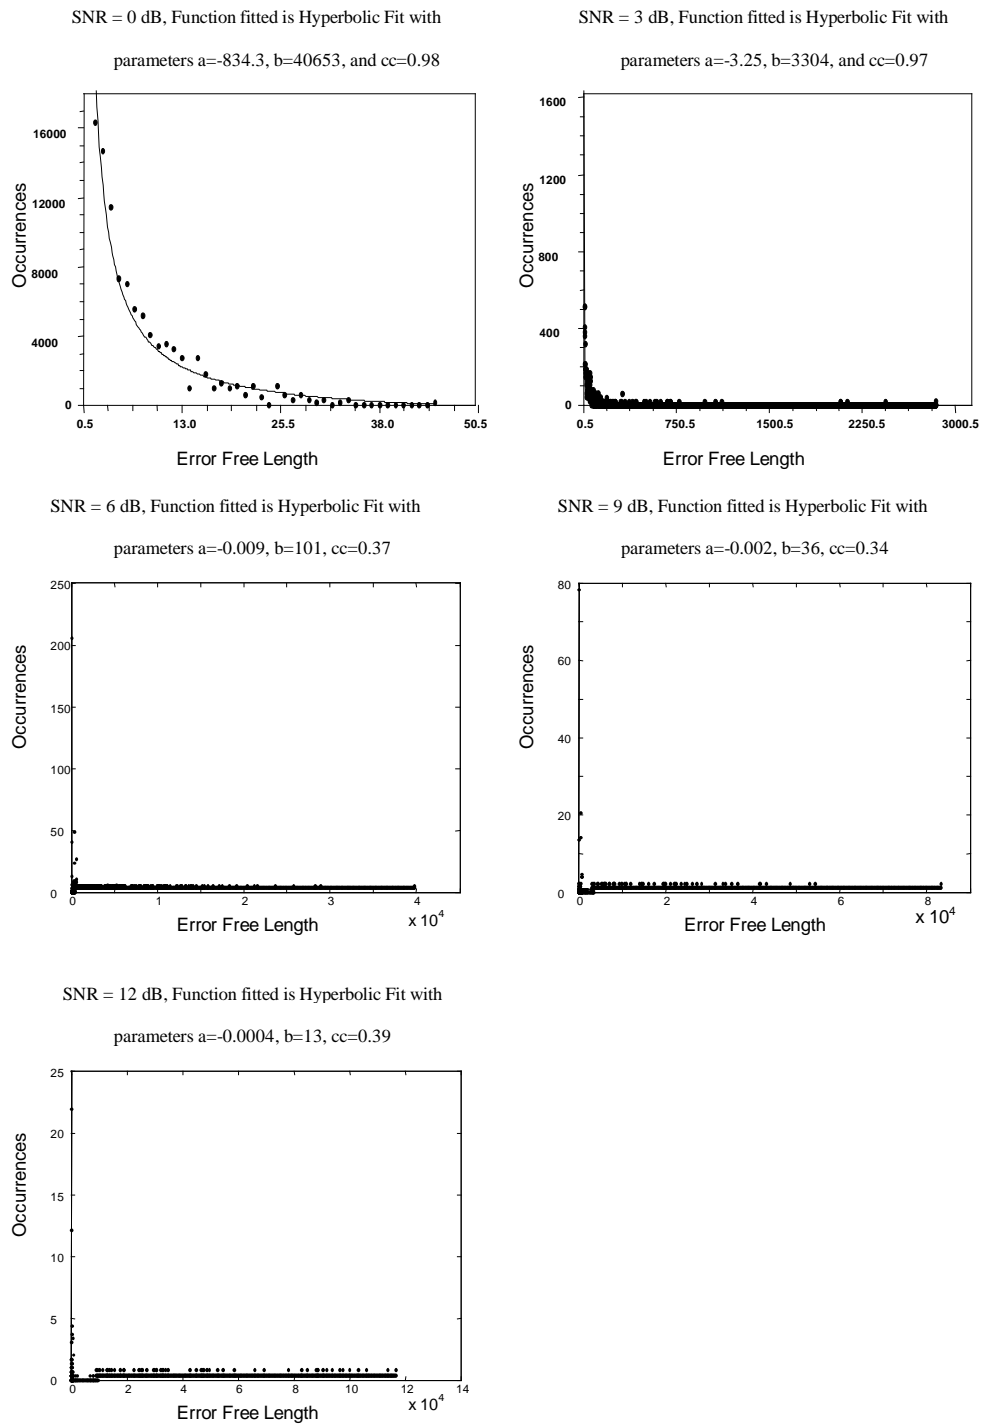 SNR = 0 dB, Function fitted is Hyperbolic Fit with
parameters a=-834.3, b=40653, and cc=0.98
16000
12000
8000
4000
0
Occurrences
0.5 13.0 25.5 38.0 50.5
Error Free Length
SNR = 3 dB, Function fitted is Hyperbolic Fit with
parameters a=-3.25, b=3304, and cc=0.97
1600
1200
800
400
0
Occurrences
0.5 750.5 1500.5 2250.5 3000.5
Error Free Length
SNR = 6 dB, Function fitted is Hyperbolic Fit with
parameters a=-0.009, b=101, cc=0.37
250
200
150
100
50
0
Occurrences
0 2 4
x 10^4
Error Free Length
SNR = 9 dB, Function fitted is Hyperbolic Fit with
parameters a=-0.002, b=36, cc=0.34
80
60
40
20
0
Occurrences
0 2 4 6 8
x 10^4
Error Free Length
SNR = 12 dB, Function fitted is Hyperbolic Fit with
parameters a=-0.0004, b=13, cc=0.39
25
20
15
10
5
0
Occurrences
0 2 4 6 8 10 12 14
x 10^4
Error Free Length